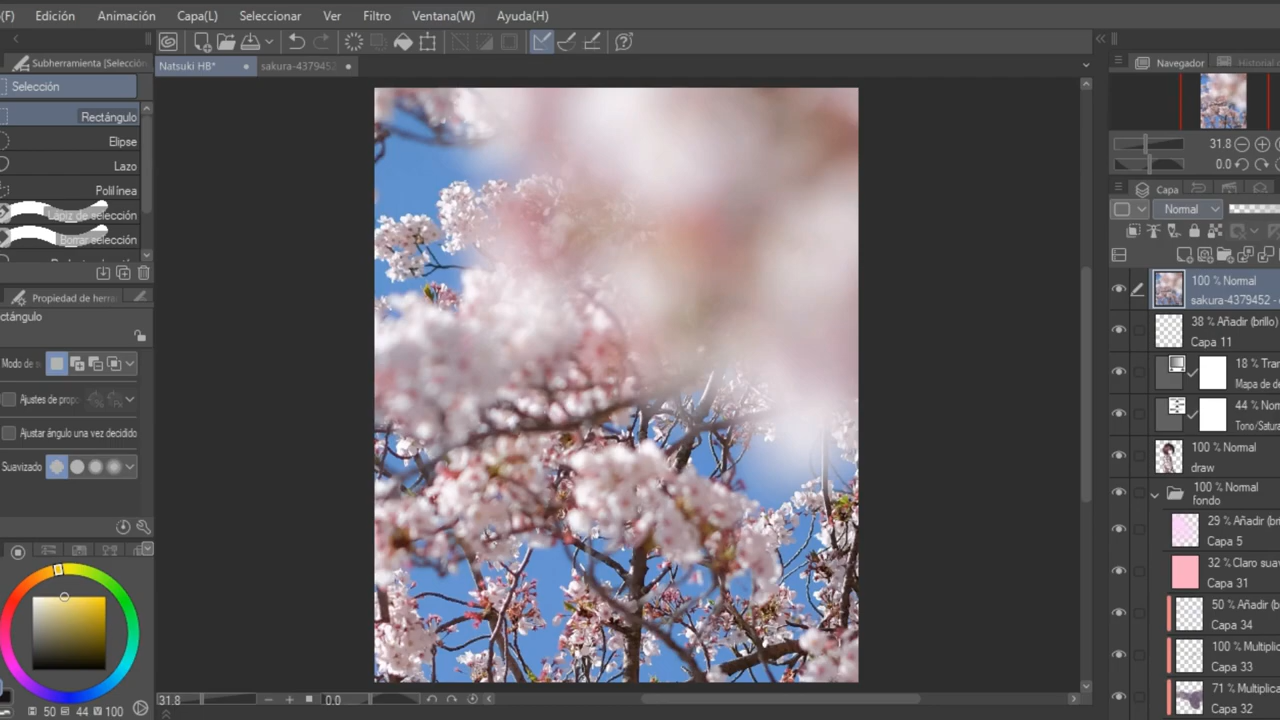 (F) Edición Animación Capa(L) Seleccionar Ver Filtro Ventana(W) Ayuda(H)
Subherramienta [Selección
Natsuki HB*
sakura-4379452
Navegador
Historial d
Selección
Rectángulo
Elipse
Lazo
Polilínea
Lápiz de selección
Borrar selección
31.8
0.0
Capa
Normal
Propiedad de herra
ctángulo
Modo de s
Ajustes de propo
Ajustar ángulo una vez decidido
Suavizado
100 % Normal
sakura-4379452 -
38 % Añadir (brillo)
Capa 11
18 % Tran
Mapa de de
44 % Nom
Tono/Satura
100 % Normal
draw
100 % Normal
fondo
29 % Añadir (bri
Capa 5
32 % Claro suav
Capa 31
50 % Añadir (b
Capa 34
100 % Multiplic
Capa 33
71 % Multiplica
Capa 32
31.8
0.0
50 44 V 100